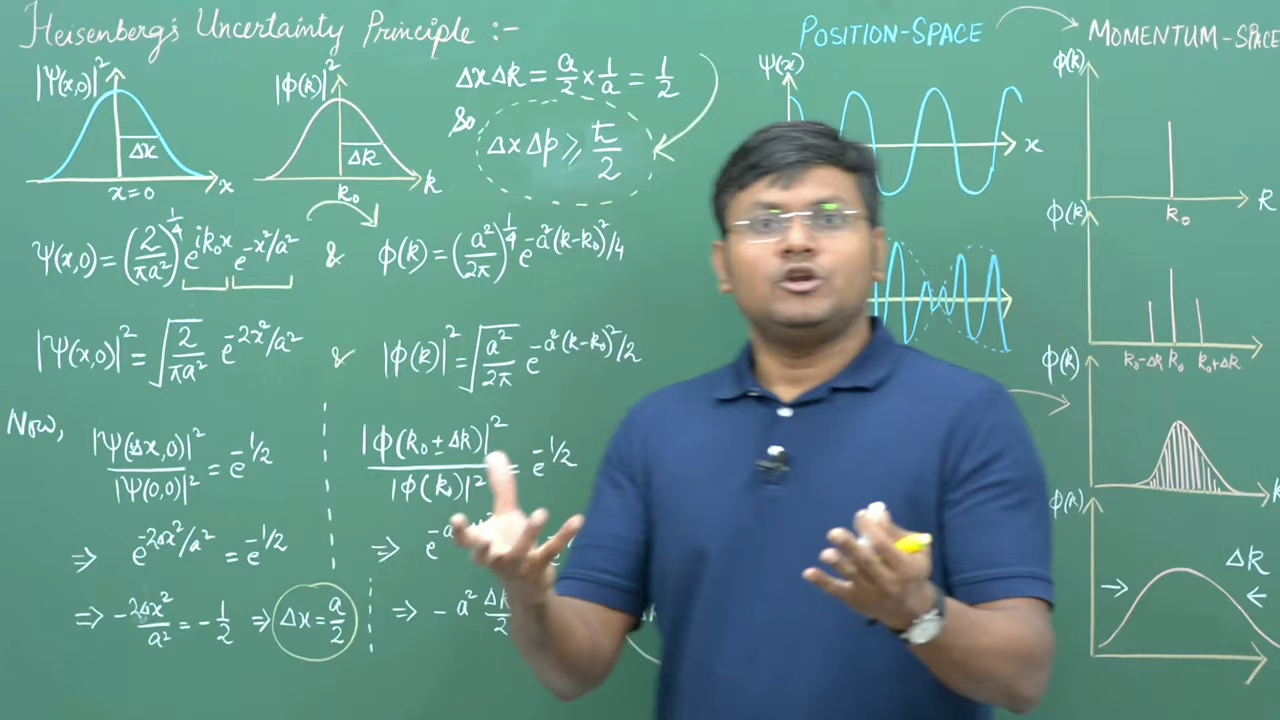 Heisenberg's Uncertainty Principle :-
|Ψ(x,0)|²
Δx
x=0
x
|ϕ(k)|²
Δk
k₀
k
ΔxΔk = a/2 × 1/a = 1/2
So
ΔxΔp ⩾ ħ/2
Ψ(x,0) = (2/πa²)^1/4 e^ik₀x e^-x²/a² & ϕ(k) = (a²/2π)^1/4 e^-a²(k-k₀)²/4
|Ψ(x,0)|² = √(2/πa²) e^-2x²/a² & |ϕ(k)|² = √(a²/2π) e^-a²(k-k₀)²/2
Now,
|Ψ(Δx,0)|²/|Ψ(0,0)|² = e^-1/2
⇒ e^-2Δx²/a² = e^-1/2
⇒ -2Δx²/a² = -1/2 ⇒ Δx = a/2
|ϕ(k₀±Δk)|²/|ϕ(k₀)|² = e^-1/2
⇒ e^-a
⇒ -a² Δk/2
POSITION-SPACE
Ψ(x)
x
MOMENTUM-SPACE
ϕ(k)
k₀
k
ϕ(k)
k₀-Δk k₀ k₀+Δk
ϕ(k)
k
ϕ(k)
Δk